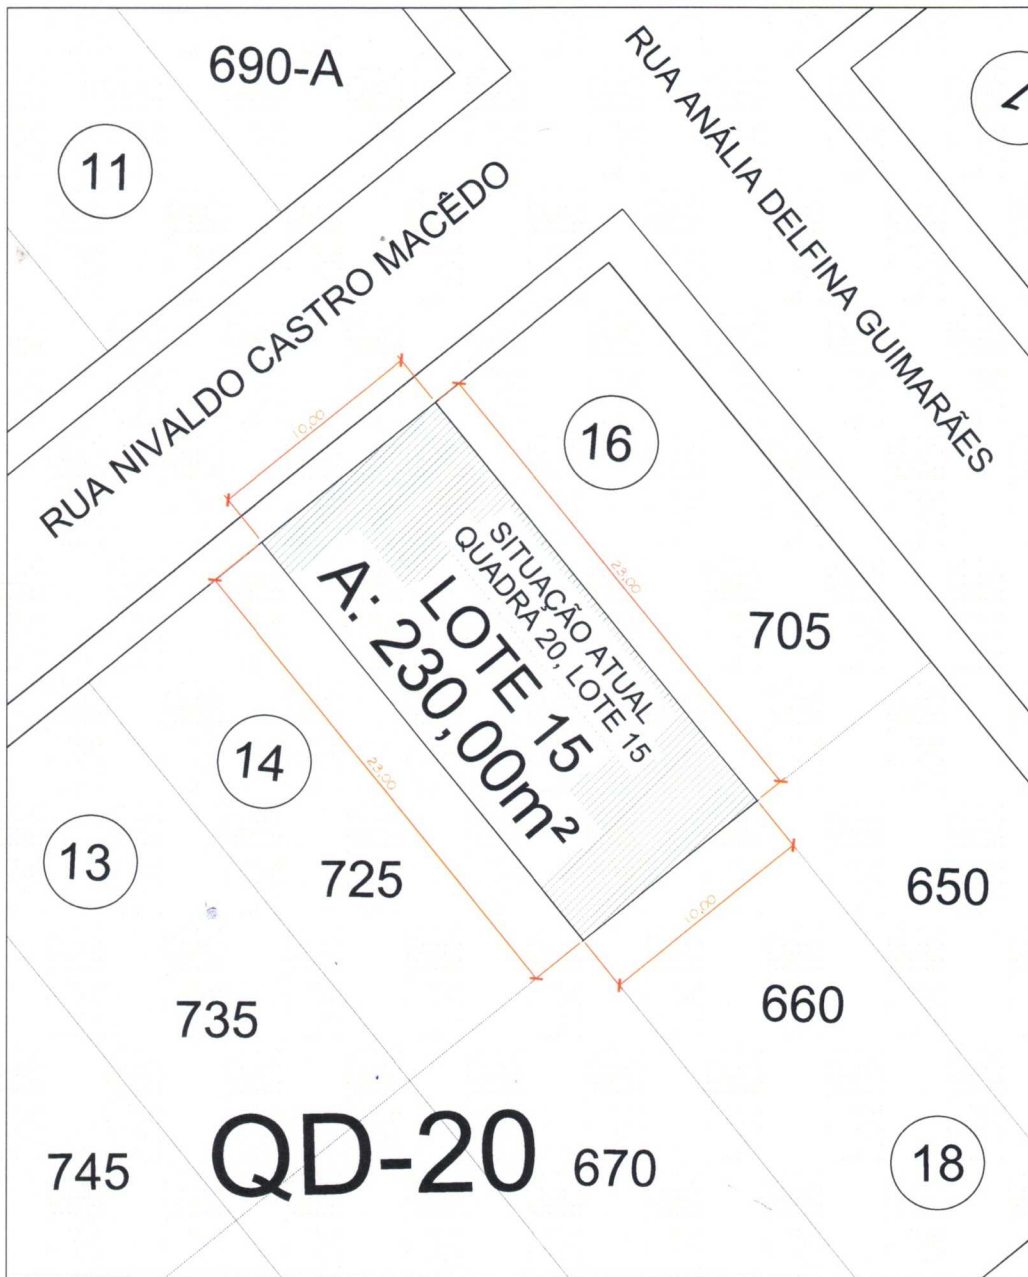 690-A
11
1
RUA ANÁLIA DELFINA GUIMARÃES
RUA NIVALDO CASTRO MACÊDO
10,00
16
23,00
SITUAÇÃO ATUAL
QUADRA 20, LOTE 15
LOTE 15
A: 230,00m²
705
14
23,00
13
725
650
10,00
735
660
QD-20
745
670
18